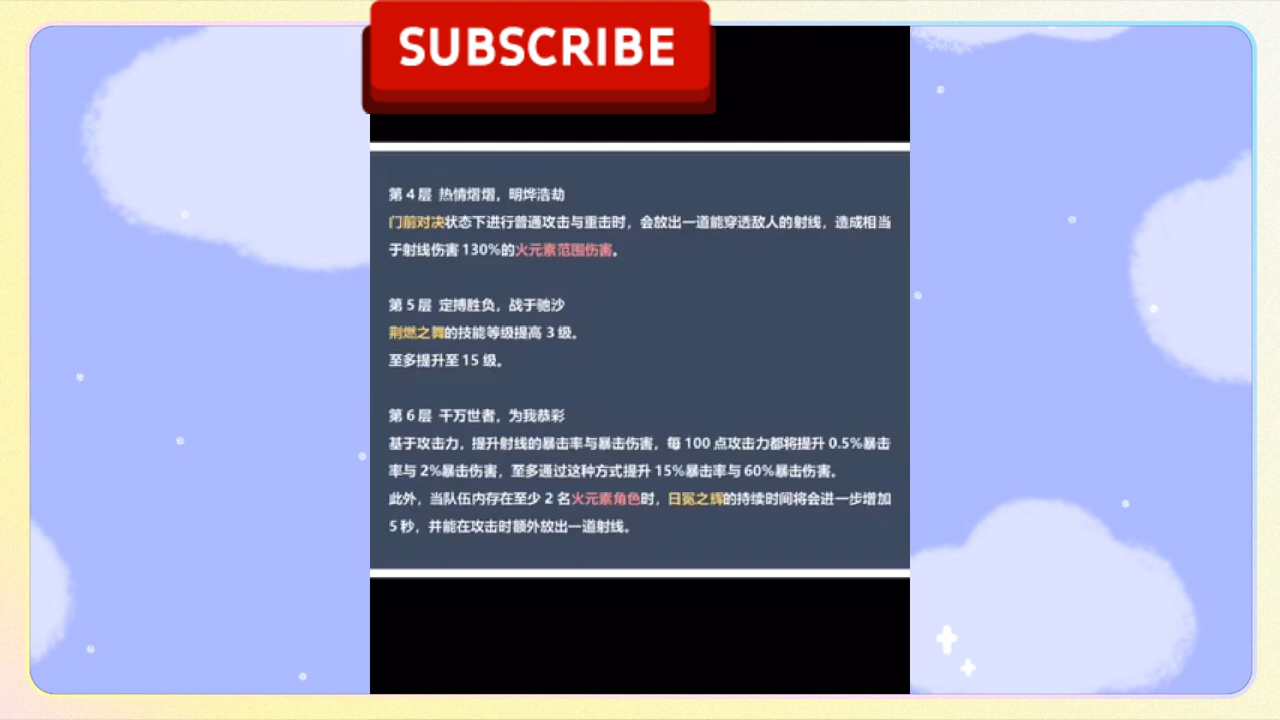 SUBSCRIBE
第 4 层 热情熠熠，明烨浩劫
门前对决状态下进行普通攻击与重击时，会放出一道能穿透敌人的射线，造成相当
于射线伤害 130%的火元素范围伤害。
第 5 层 定搏胜负，战于驰沙
荆燃之舞的技能等级提高 3 级。
至多提升至 15 级。
第 6 层 千万世者，为我恭彩
基于攻击力，提升射线的暴击率与暴击伤害，每 100 点攻击力都将提升 0.5%暴击
率与 2%暴击伤害，至多通过这种方式提升 15%暴击率与 60%暴击伤害。
此外，当队伍内存在至少 2 名火元素角色时，日冕之辉的持续时间将会进一步增加
5 秒，并能在攻击时额外放出一道射线。